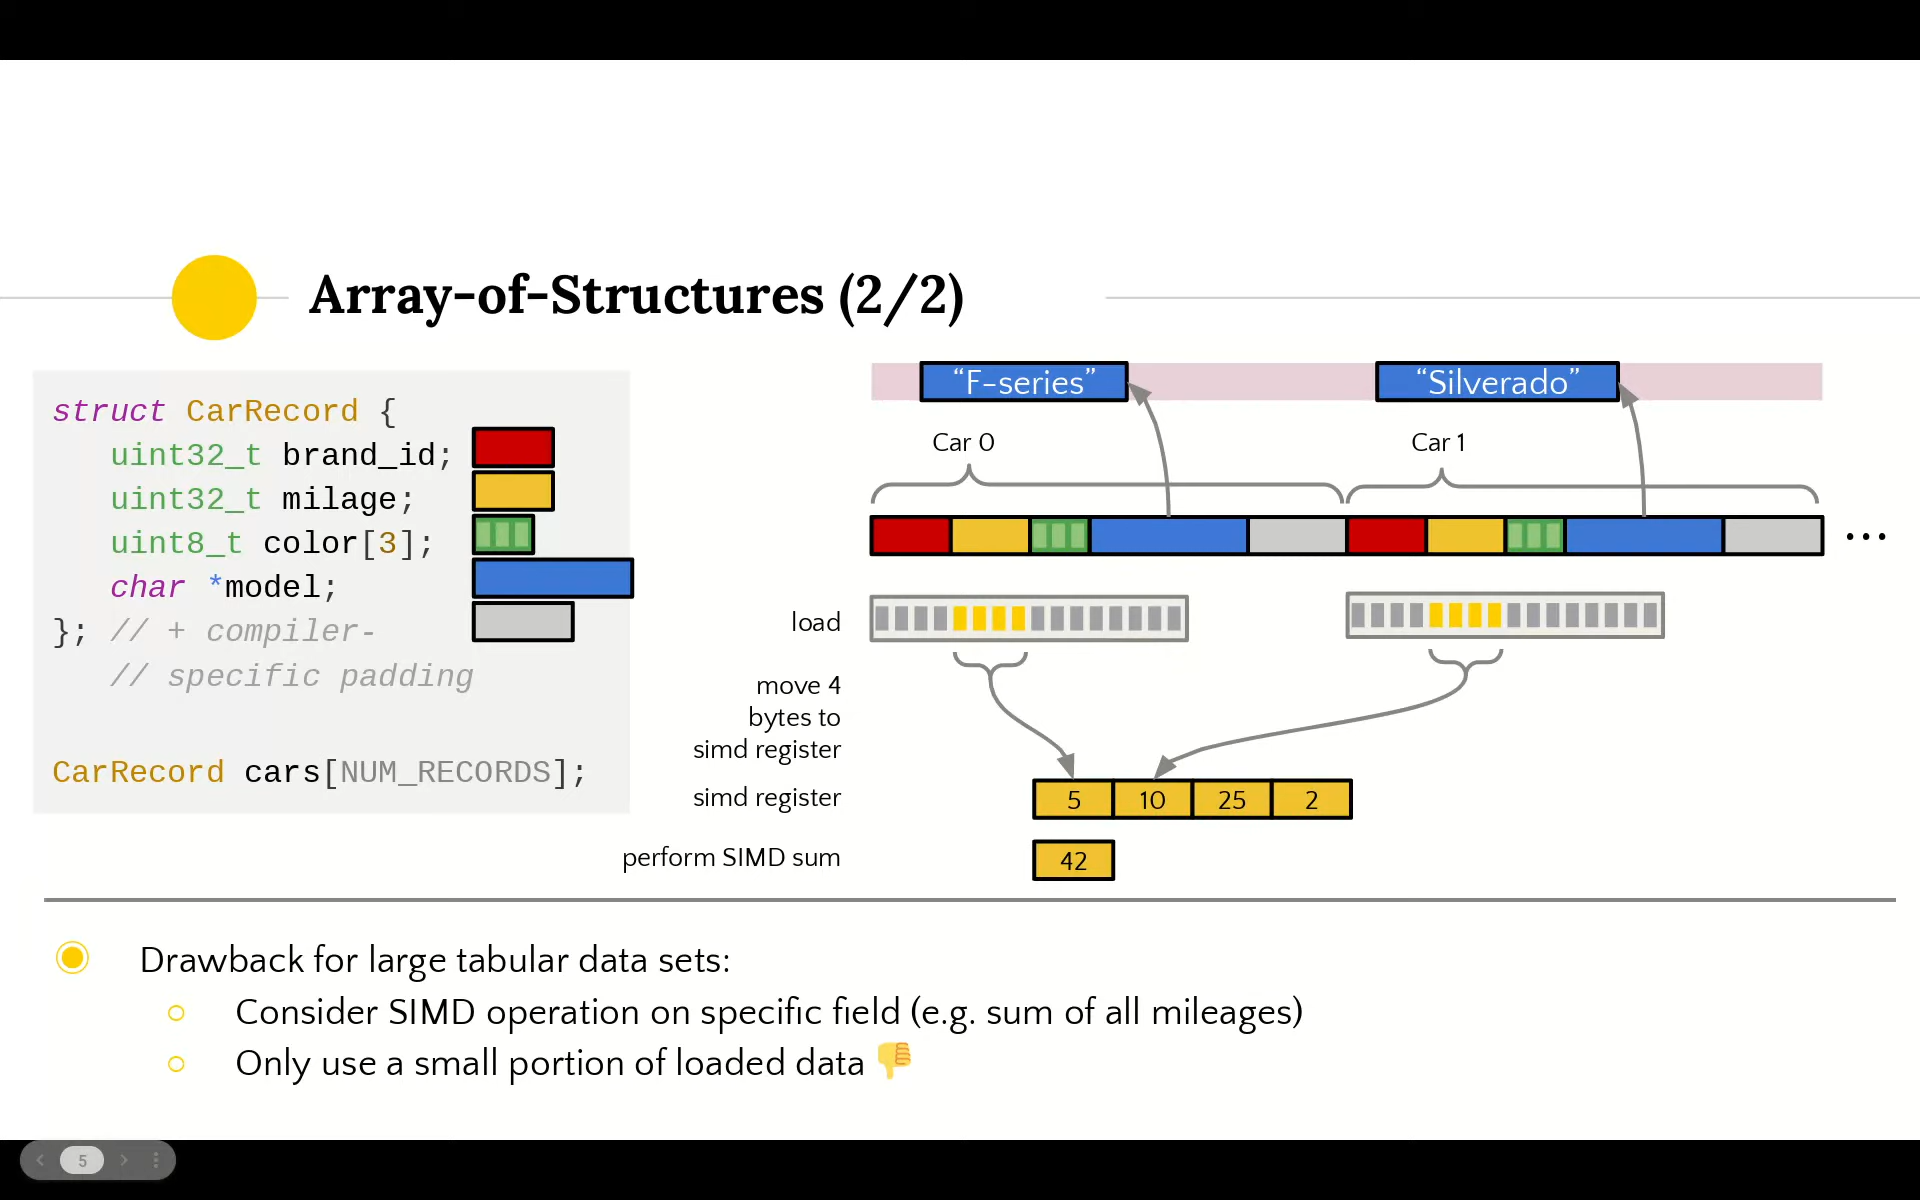 Array-of-Structures (2/2)
struct CarRecord {
uint32_t brand_id;
uint32_t milage;
uint8_t color[3];
char *model;
}; // + compiler-
// specific padding
CarRecord cars[NUM_RECORDS];
“F-series” “Silverado”
Car 0 Car 1
...
load
move 4
bytes to
simd register
simd register 5 10 25 2
perform SIMD sum 42
Drawback for large tabular data sets:
Consider SIMD operation on specific field (e.g. sum of all mileages)
Only use a small portion of loaded data 👎
5